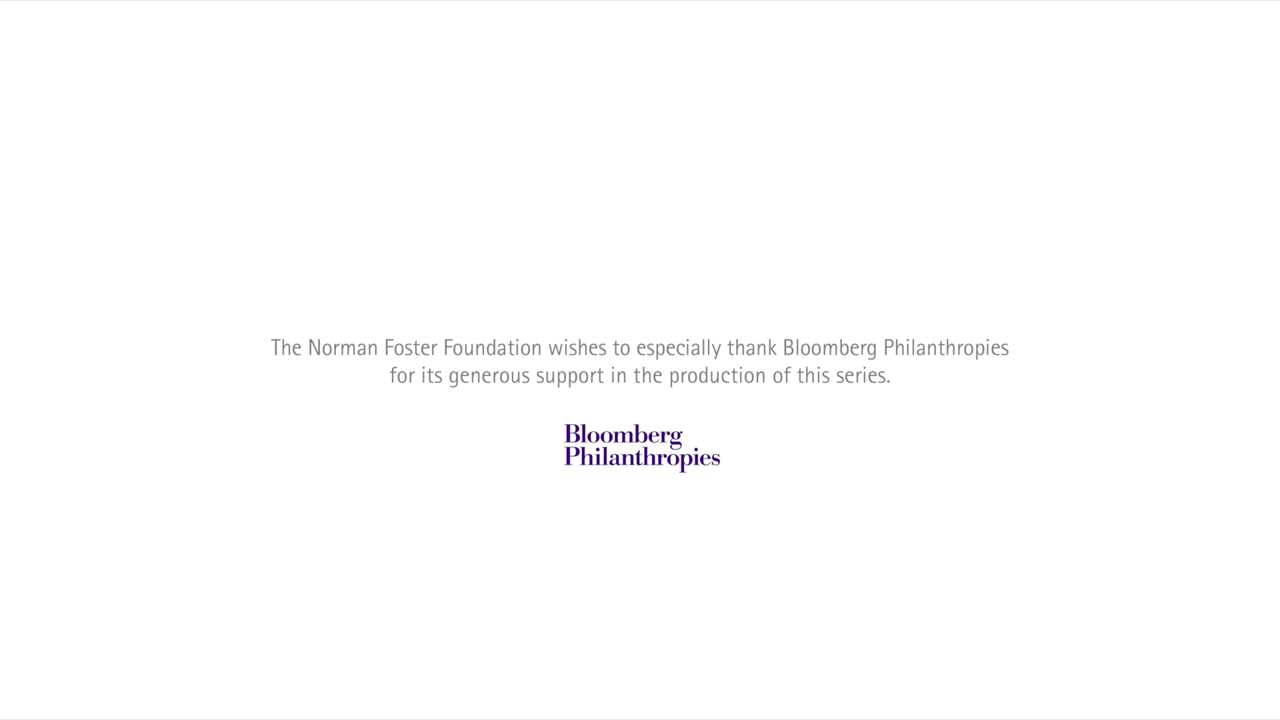 The Norman Foster Foundation wishes to especially thank Bloomberg Philanthropies
for its generous support in the production of this series.
Bloomberg
Philanthropies